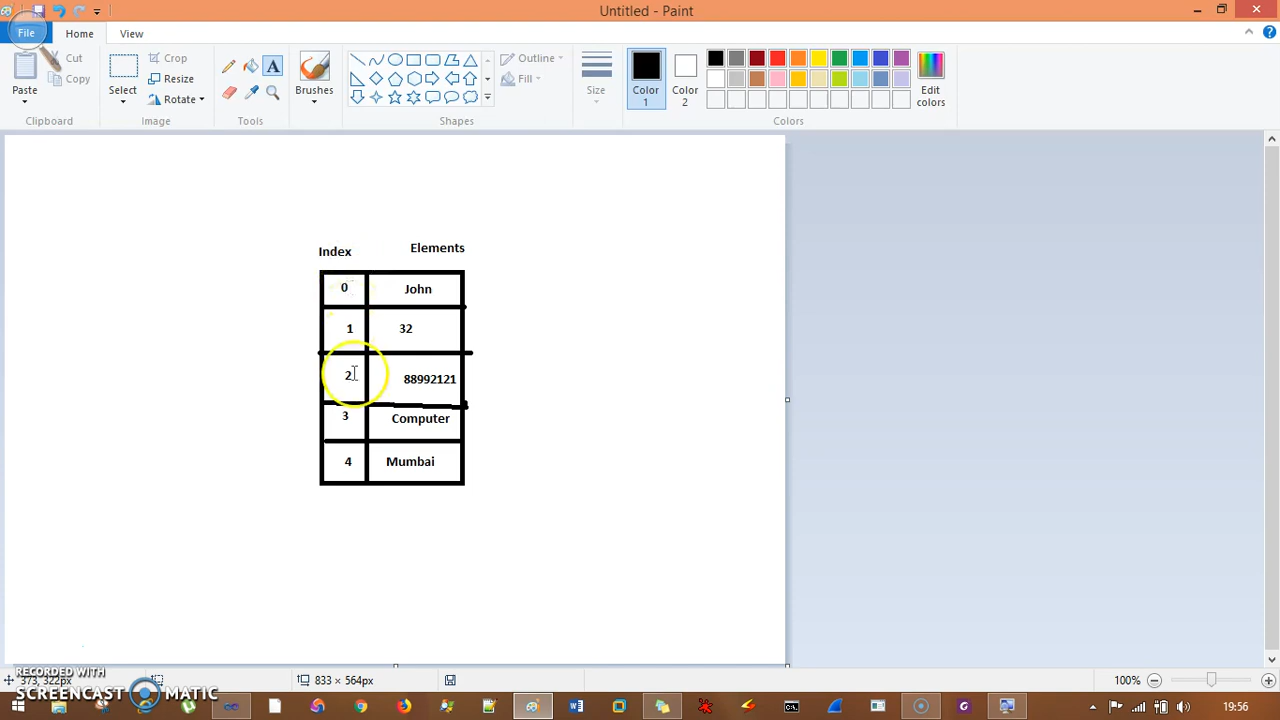 Untitled - Paint
File Home View
Paste
Cut
Copy
Clipboard
Select
Crop
Resize
Rotate
Image
A
Tools
Brushes
Outline
Fill
Shapes
Size
Color 1
Color 2
Edit colors
Colors
Index Elements
0 John
1 32
2 88992121
3 Computer
4 Mumbai
RECORDED WITH
SCREENCAST MATIC
373, 322px
833 × 564px
100%
19:56